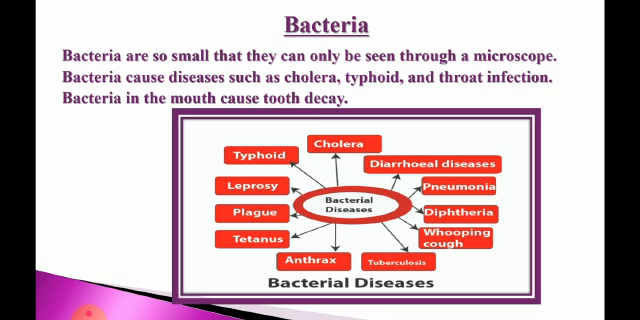 Bacteria
Bacteria are so small that they can only be seen through a microscope.
Bacteria cause diseases such as cholera, typhoid, and throat infection.
Bacteria in the mouth cause tooth decay.
Cholera
Typhoid
Diarrhoeal diseases
Leprosy
Pneumonia
Bacterial
Diseases
Plague
Diphtheria
Tetanus
Whooping
cough
Anthrax
Tuberculosis
Bacterial Diseases